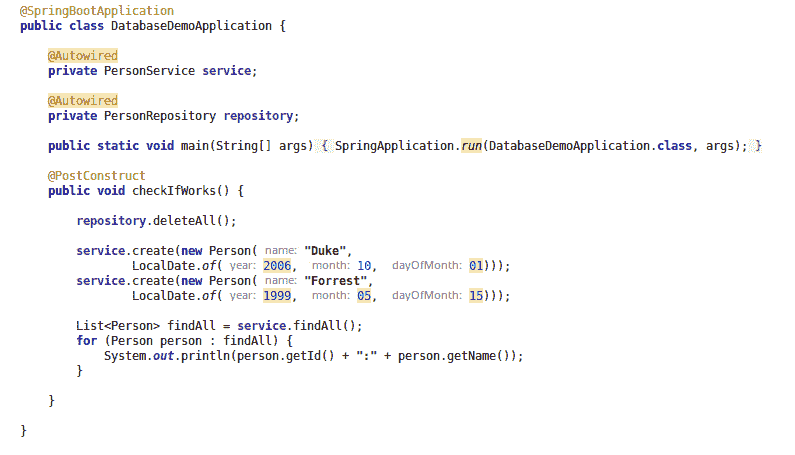 @SpringBootApplication
public class DatabaseDemoApplication {
@Autowired
private PersonService service;
@Autowired
private PersonRepository repository;
public static void main(String[] args) { SpringApplication.run(DatabaseDemoApplication.class, args); }
@PostConstruct
public void checkIfWorks() {
repository.deleteAll();
service.create(new Person( name: "Duke",
LocalDate.of( year: 2006, month: 10, dayOfMonth: 01)));
service.create(new Person( name: "Forrest",
LocalDate.of( year: 1999, month: 05, dayOfMonth: 15)));
List<Person> findAll = service.findAll();
for (Person person : findAll) {
System.out.println(person.getId() + ":" + person.getName());
}
}
}